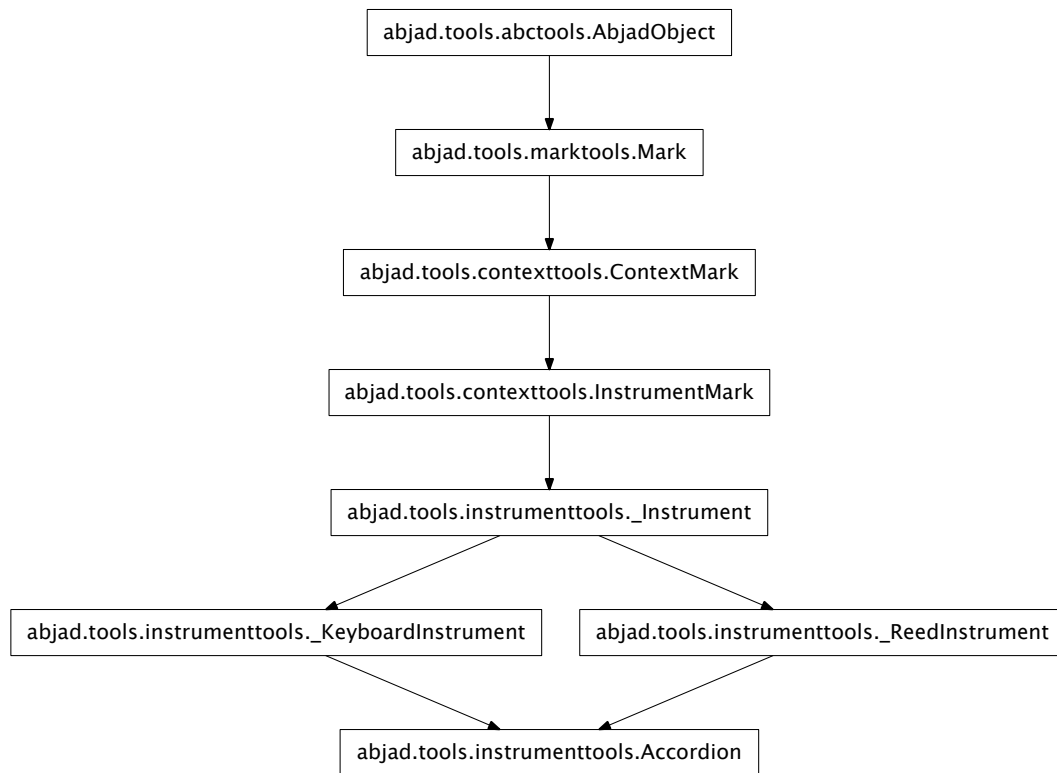 abjad.tools.abctools.AbjadObject
abjad.tools.marktools.Mark
abjad.tools.contexttools.ContextMark
abjad.tools.contexttools.InstrumentMark
abjad.tools.instrumenttools._Instrument
abjad.tools.instrumenttools._KeyboardInstrument
abjad.tools.instrumenttools._ReedInstrument
abjad.tools.instrumenttools.Accordion